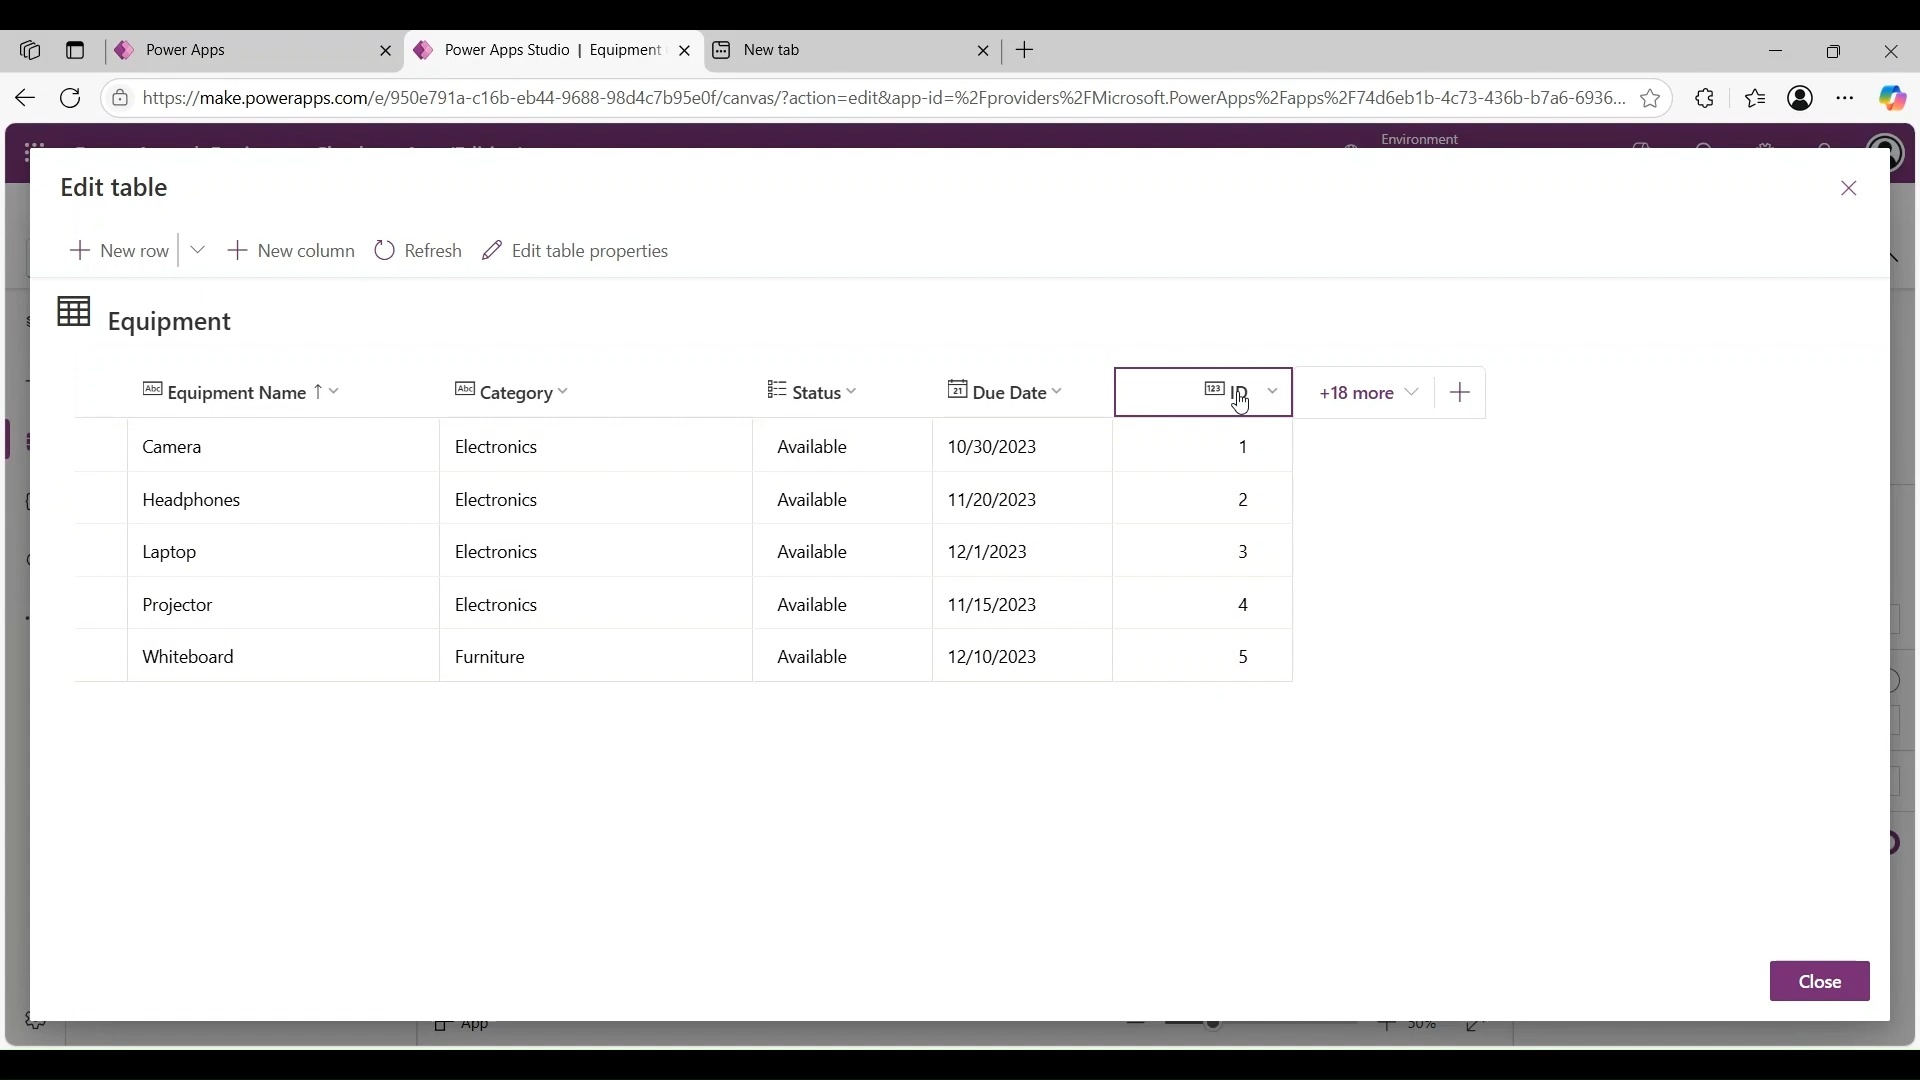 Power Apps
Power Apps Studio | Equipment
New tab
https://make.powerapps.com/e/950e791a-c16b-eb44-9688-98d4c7b95e0f/canvas/?action=edit&app-id=%2Fproviders%2FMicrosoft.PowerApps%2Fapps%2F74d6eb1b-4c73-436b-b7a6-6936...
Environment
Edit table
New row
New column
Refresh
Edit table properties
Equipment
Equipment Name ↑
Category
Status
Due Date
ID
+18 more
Camera Electronics Available 10/30/2023 1
Headphones Electronics Available 11/20/2023 2
Laptop Electronics Available 12/1/2023 3
Projector Electronics Available 11/15/2023 4
Whiteboard Furniture Available 12/10/2023 5
Close
App
50%